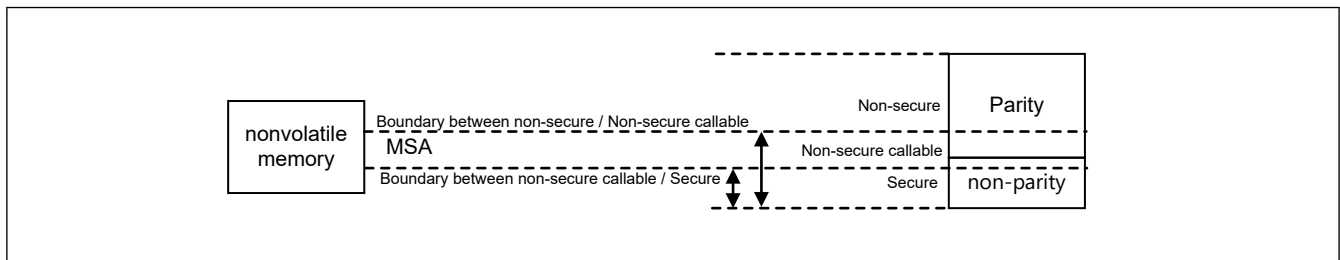 nonvolatile
memory
Boundary between non-secure / Non-secure callable
MSA
Boundary between non-secure callable / Secure
Non-secure
Non-secure callable
Secure
Parity
non-parity